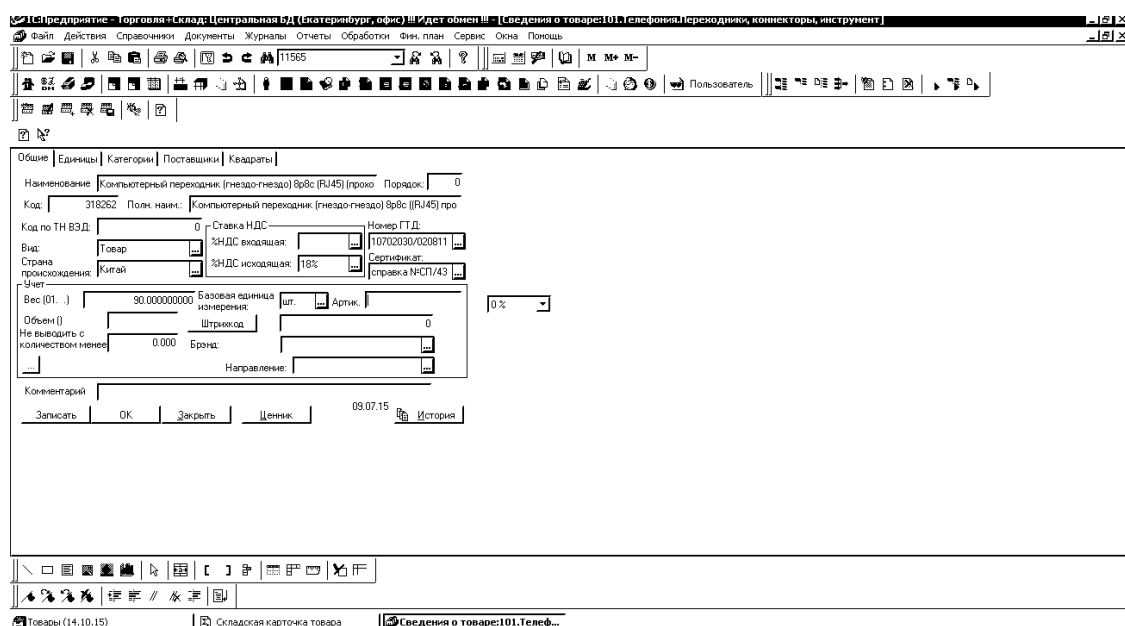 1С:Предприятие - Торговля+Склад: Центральная БД (Екатеринбург, офис) !!! Идет обмен !!! - [Сведения о товаре:101.Телефония.Переходники, коннекторы, инструмент]
Файл Действия Справочники Документы Журналы Отчеты Обработки Фин. план Сервис Окна Помощь
11565 M M+ M-
Пользователь
Общие Единицы Категории Поставщики Квадраты
Наименование Компьютерный переходник (гнездо-гнездо) 8p8c (RJ45) (прохо Порядок: 0
Код: 318262 Полн. наим.: Компьютерный переходник (гнездо-гнездо) 8p8c ((RJ45) про
Код по ТН ВЭД: 0 Ставка НДС Номер ГТД:
%НДС входящая: ... 10702030/020811 ...
Вид: Товар ...
Сертификат:
Страна происхождения: Китай ... %НДС исходящая: 18% ... справка №СП/43 ...
Учет
Вес (01. .) 90.000000000 Базовая единица измерения: шт. ... Артик. 0 %
Объем () Штрихкод 0
Не выводить с количеством менее 0.000 Брэнд: ...
... Направление: ...
Комментарий
Записать OK Закрыть Ценник 09.07.15 История
Товары (14.10.15) Складская карточка товара Сведения о товаре:101.Телеф...